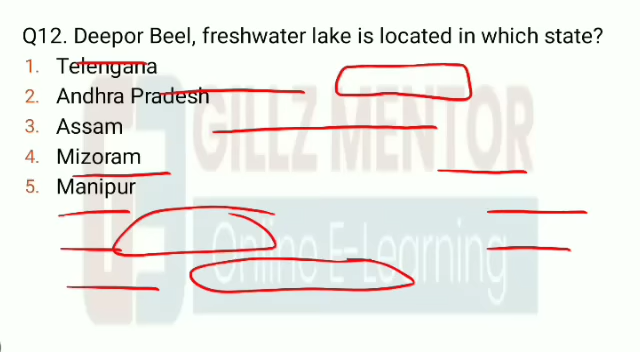 Q12. Deepor Beel, freshwater lake is located in which state?
1. Telengana
2. Andhra Pradesh
3. Assam
4. Mizoram
5. Manipur
GILLZ MENTOR
Online E-Learning